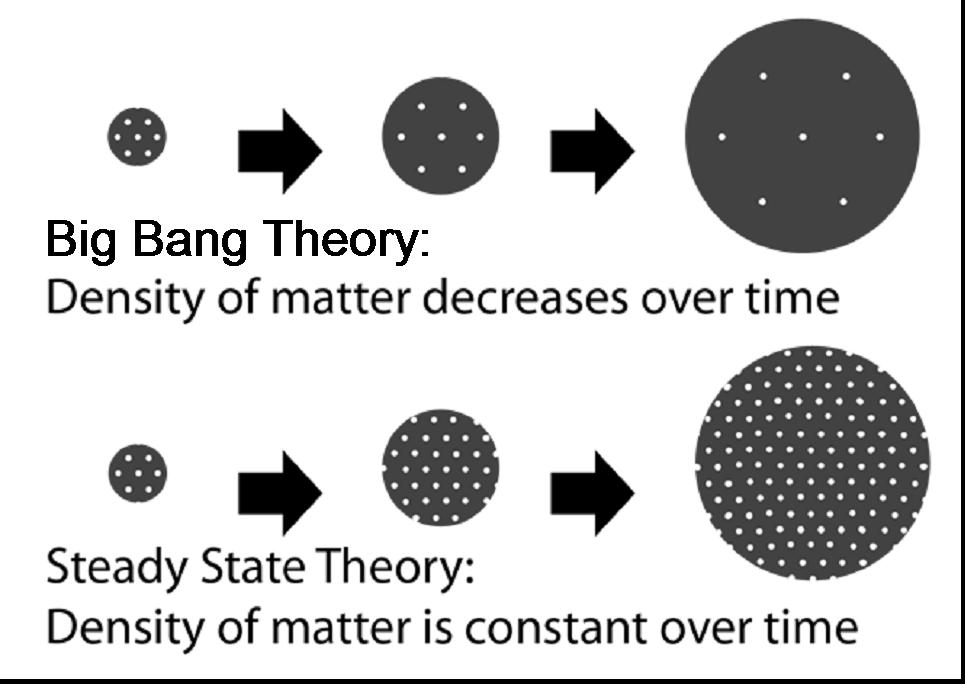 Big Bang Theory:
Density of matter decreases over time
Steady State Theory:
Density of matter is constant over time